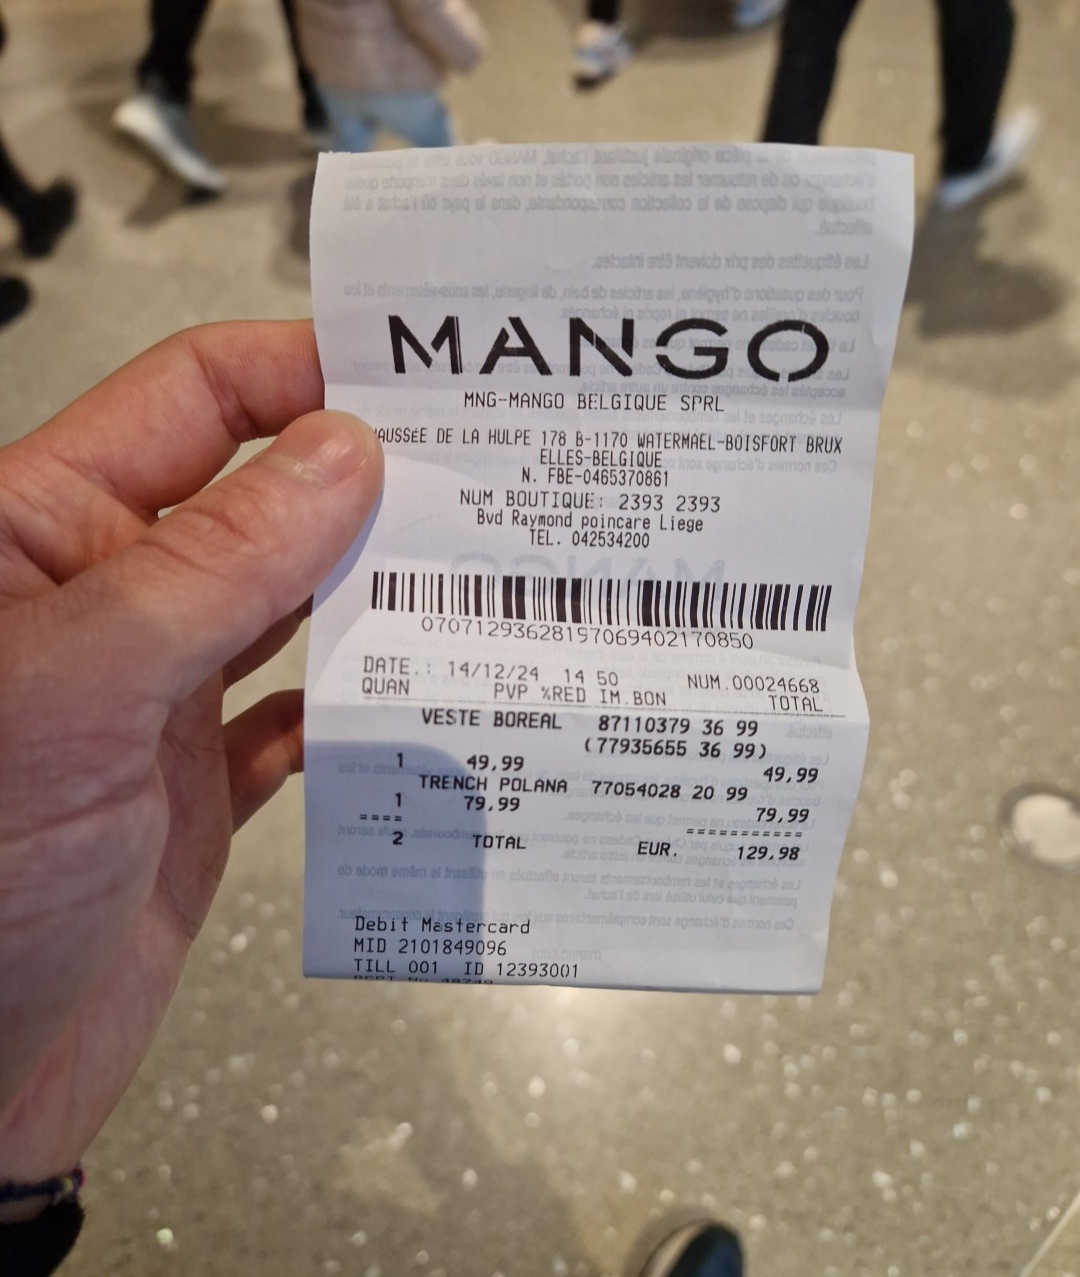 MANGO
MNG-MANGO BELGIQUE SPRL
AUSSÉE DE LA HULPE 178 B-1170 WATERMAEL-BOISFORT BRUX
ELLES-BELGIQUE
N. FBE-0465370861
NUM BOUTIQUE: 2393 2393
Bvd Raymond poincare Liege
TEL. 042534200
07071293628197069402170850
DATE.: 14/12/24 14 50 NUM.00024668
QUAN PVP %RED IM.BON TOTAL
VESTE BOREAL 87110379 36 99
(77935655 36 99)
1 49,99 49,99
TRENCH POLANA 77054028 20 99
1 79,99 79,99
==== ===========
2 TOTAL EUR. 129,98
Debit Mastercard
MID 2101849096
TILL 001 ID 12393001